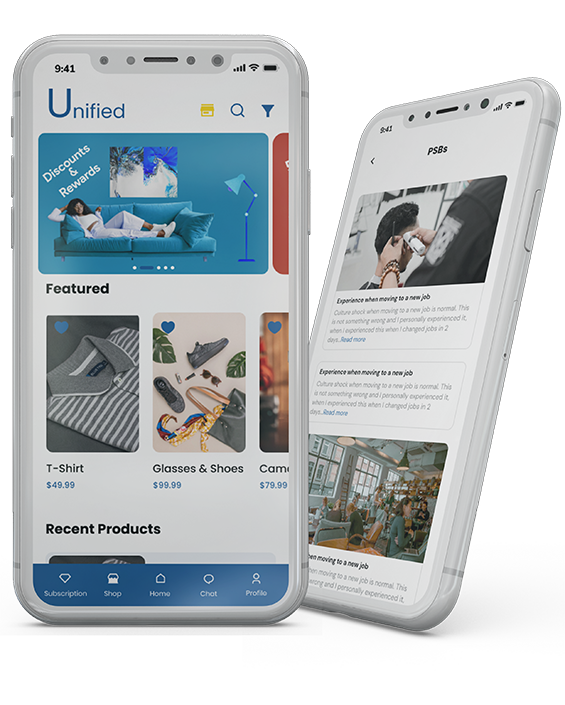 9:41
Unified
Discounts
&
Rewards
Featured
T-Shirt
$49.99
Glasses & Shoes
$99.99
Came
$79.99
Recent Products
Subscription
Shop
Home
Chat
Profile
9:41
PSBs
Experience when moving to a new job
Culture shock when moving to a new job is normal. This
is not something wrong and I personally experienced it,
when I experienced this when I changed jobs in 2
days...Read more
Experience when moving to a new job
Culture shock when moving to a new job is normal. This
is not something wrong and I personally experienced it,
when I experienced this when I changed jobs in 2
days...Read more
when moving to a new job
shock when moving to a new job is normal. This
wrong and I personally experienced it,